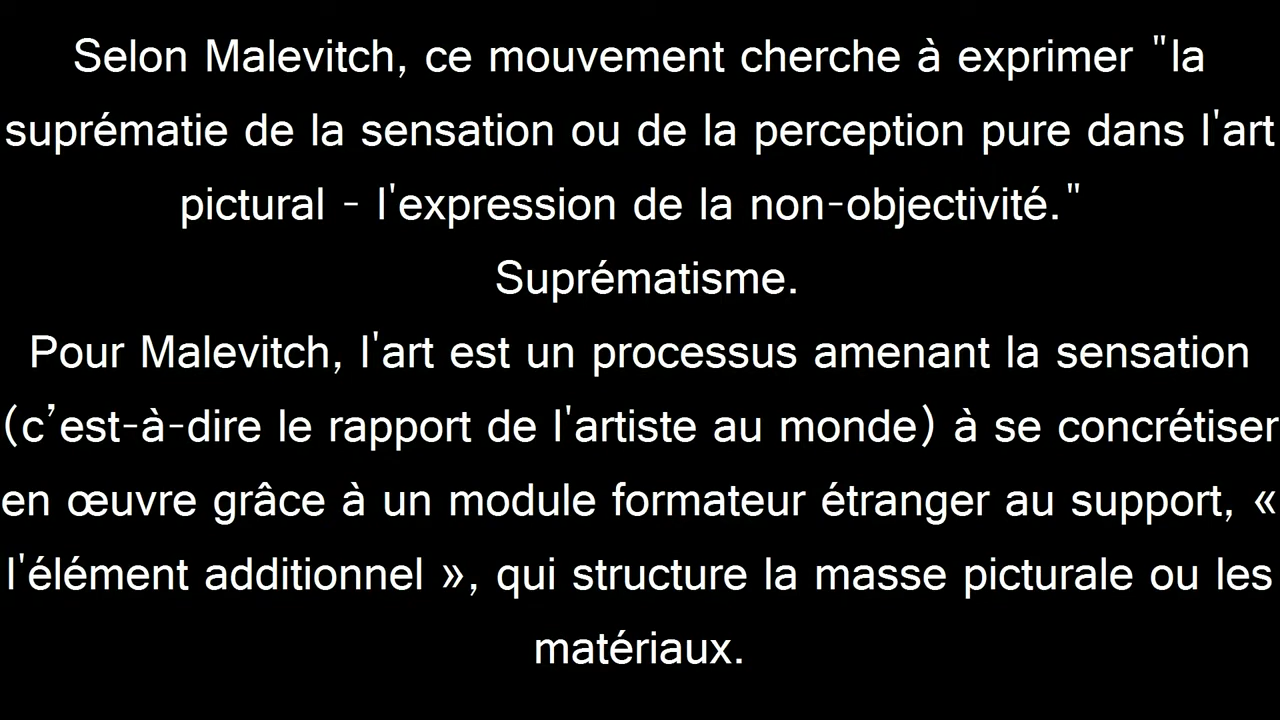 Selon Malevitch, ce mouvement cherche à exprimer "la
suprématie de la sensation ou de la perception pure dans l'art
pictural - l'expression de la non-objectivité."
Suprématisme.
Pour Malevitch, l'art est un processus amenant la sensation
(c’est-à-dire le rapport de l'artiste au monde) à se concrétiser
en œuvre grâce à un module formateur étranger au support, «
l'élément additionnel », qui structure la masse picturale ou les
matériaux.